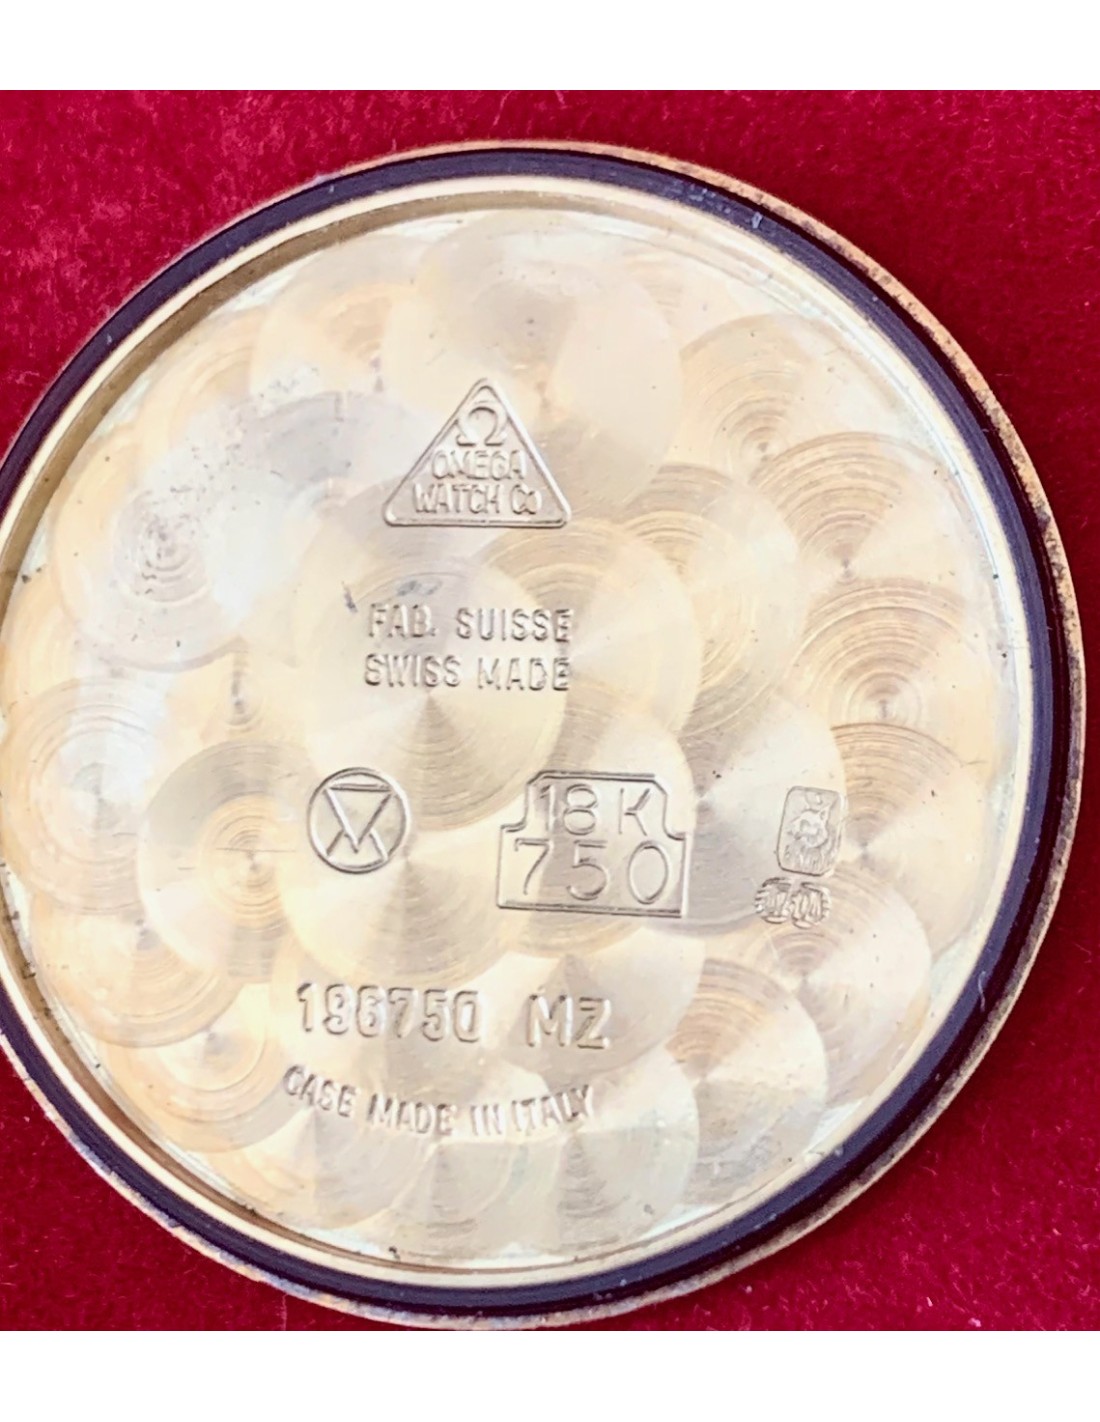 Ω
OMEGA
WATCH Co
FAB. SUISSE
SWISS MADE
18K
750
196750 MZ
CASE MADE IN ITALY